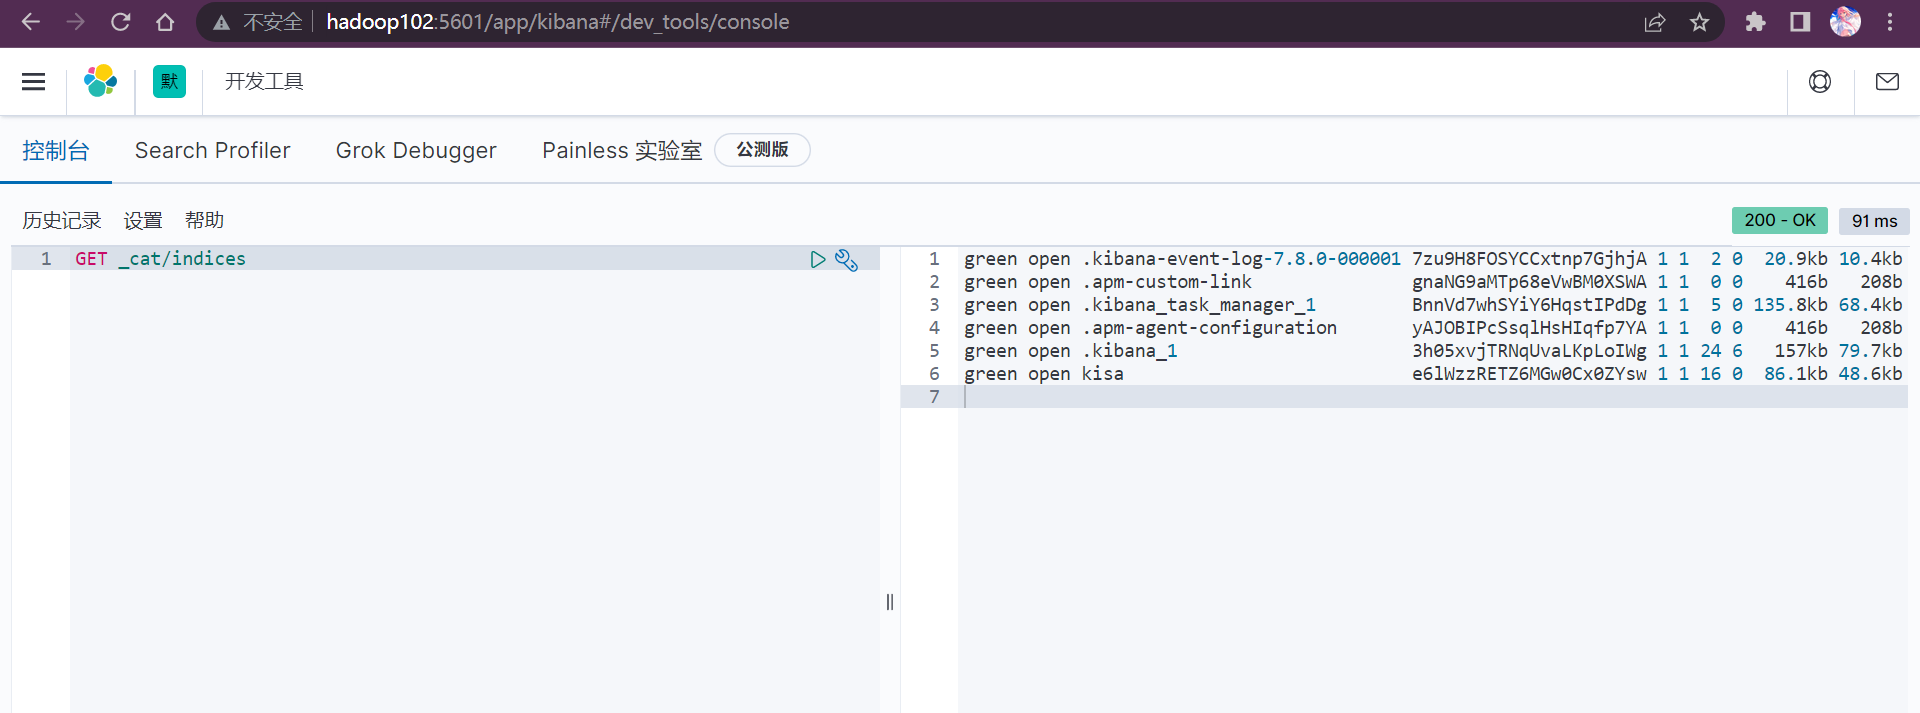 不安全 hadoop102:5601/app/kibana#/dev_tools/console
默 开发工具
控制台 Search Profiler Grok Debugger Painless 实验室 公测版
历史记录 设置 帮助
200 - OK 91 ms
1 GET _cat/indices
1 green open .kibana-event-log-7.8.0-000001 7zu9H8FOSYCCxtnp7GjhjA 1 1 2 0 20.9kb 10.4kb
2 green open .apm-custom-link gnaNG9aMTp68eVwBM0XSWA 1 1 0 0 416b 208b
3 green open .kibana_task_manager_1 BnnVd7whSYiY6HqstIPdDg 1 1 5 0 135.8kb 68.4kb
4 green open .apm-agent-configuration yAJOBIPcSsqlHsHIqfp7YA 1 1 0 0 416b 208b
5 green open .kibana_1 3h05xvjTRNqUvaLKpLoIWg 1 1 24 6 157kb 79.7kb
6 green open kisa e6lWzzRETZ6MGw0Cx0ZYsw 1 1 16 0 86.1kb 48.6kb
7